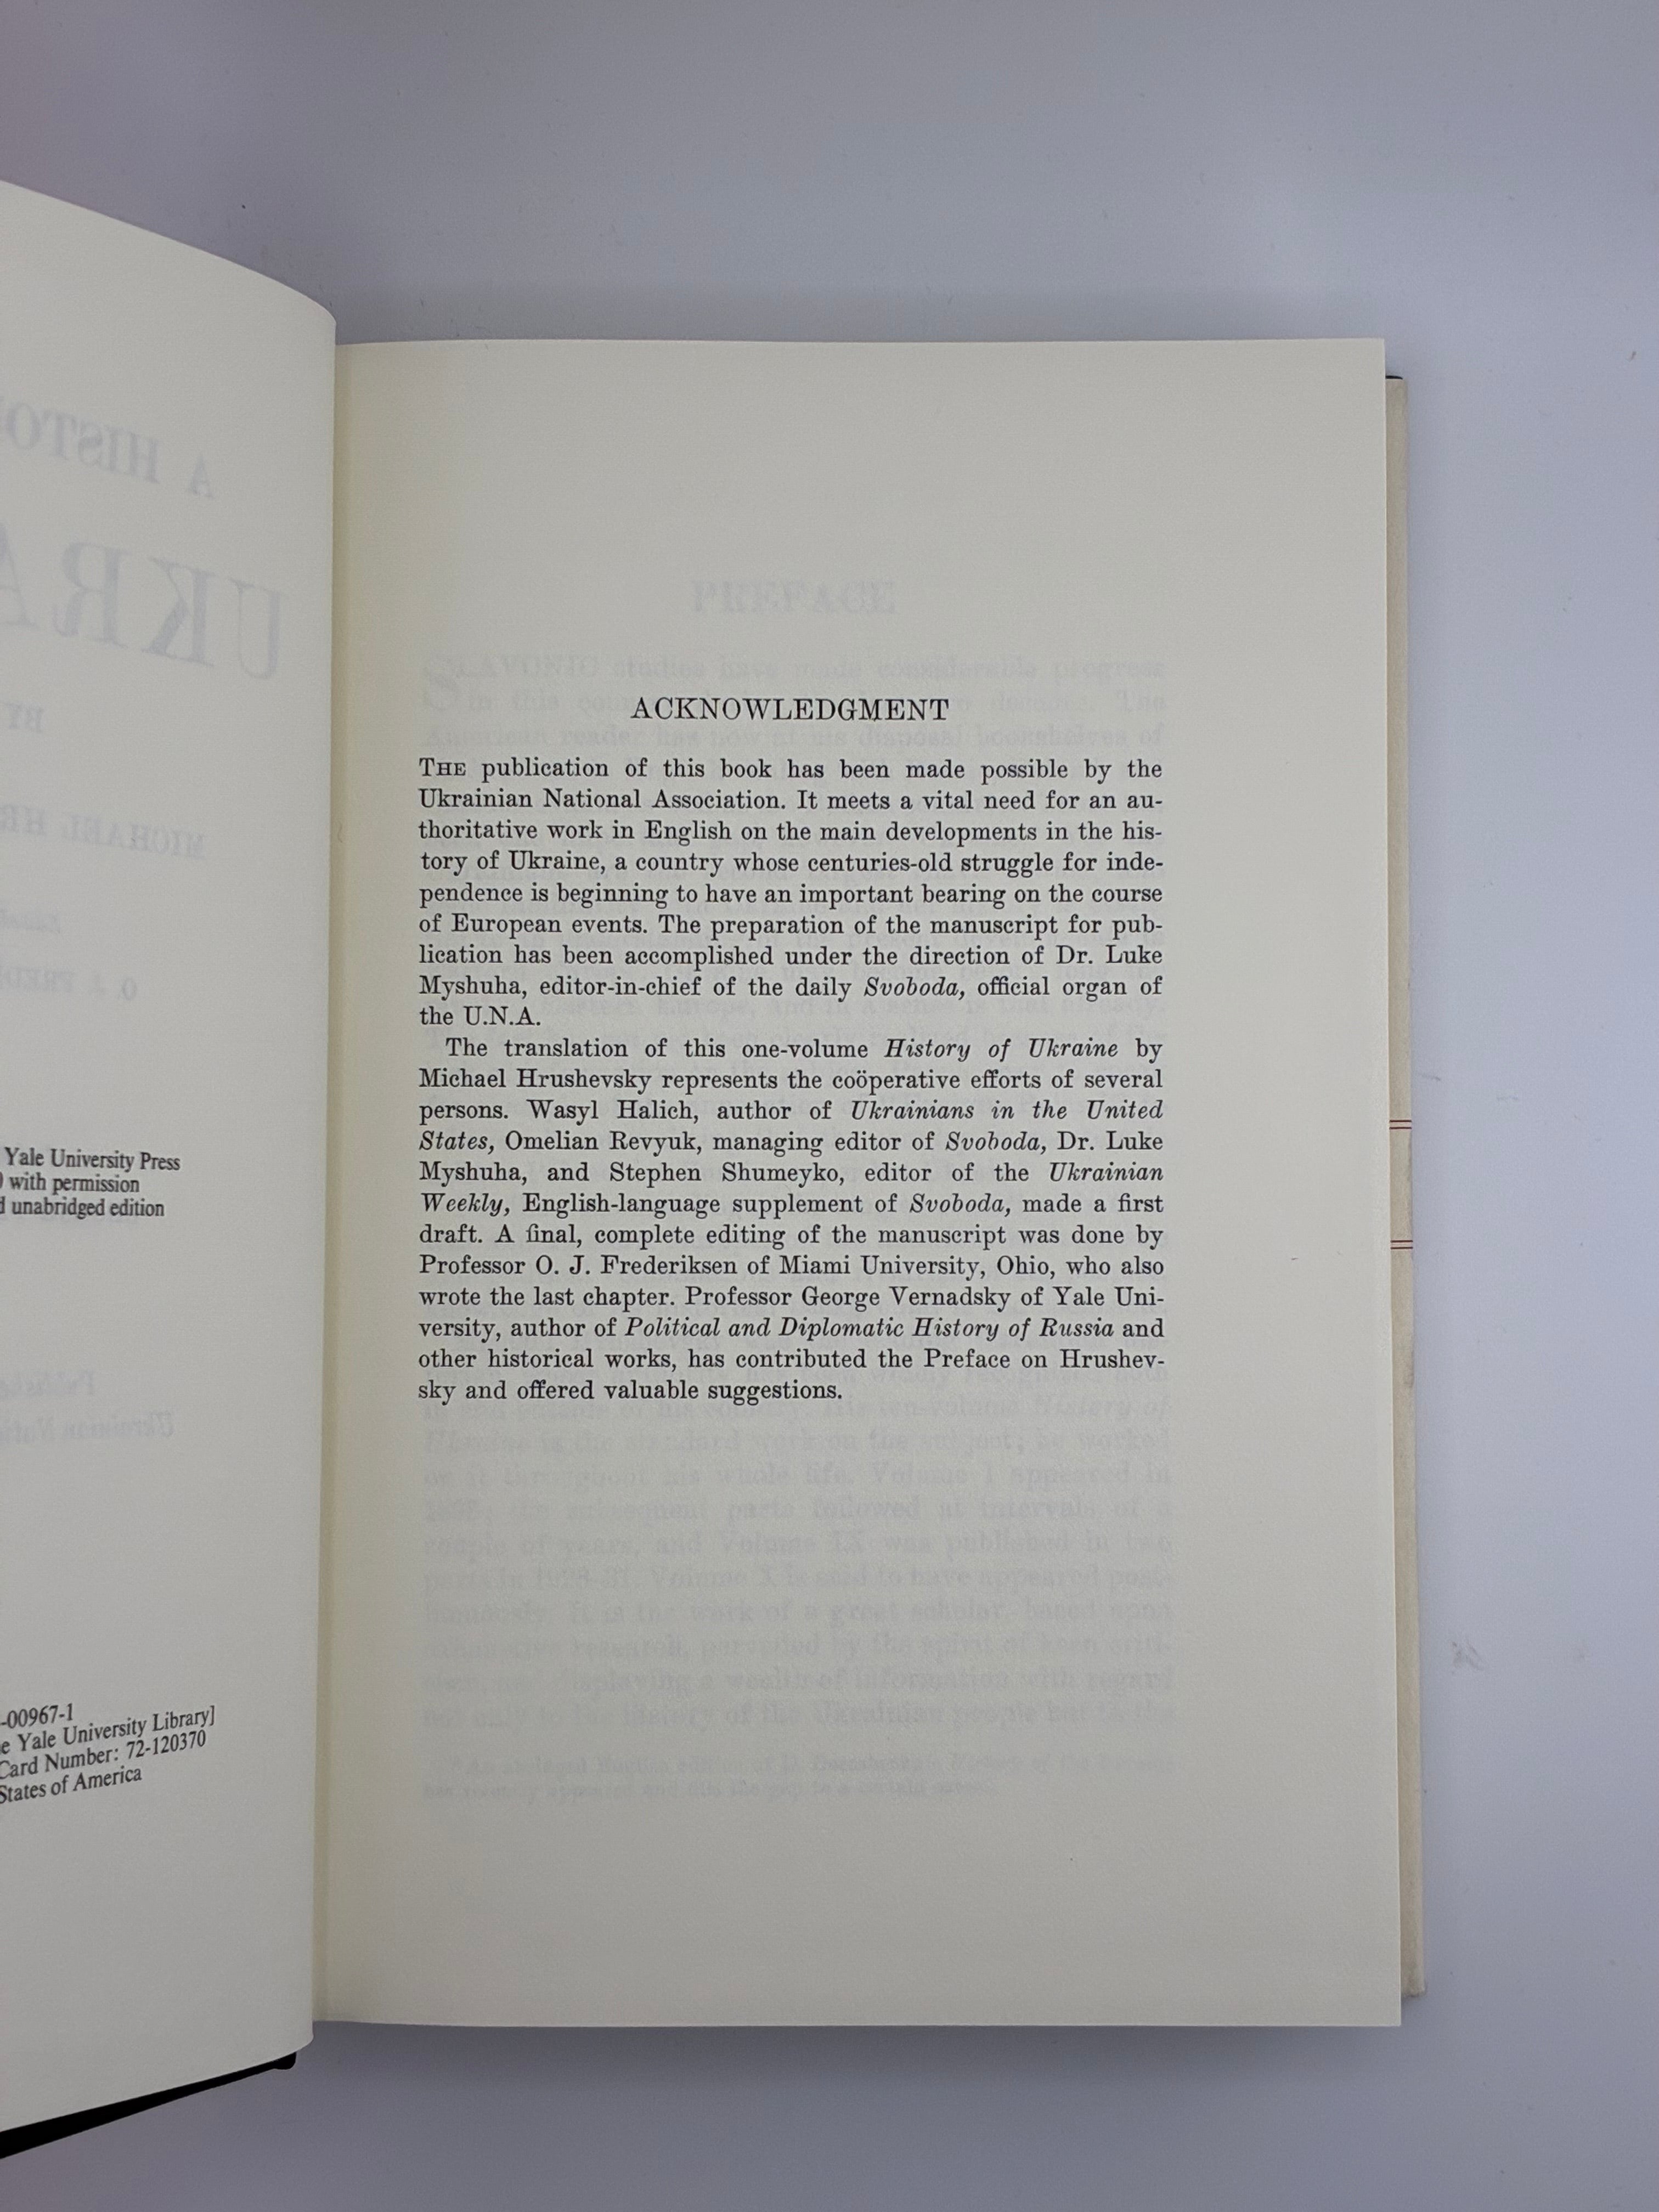 Yale University Press
with permission
unabridged edition
-00967-1
Yale University Library]
Card Number: 72-120370
States of America
ACKNOWLEDGMENT
THE publication of this book has been made possible by the
Ukrainian National Association. It meets a vital need for an au-
thoritative work in English on the main developments in the his-
tory of Ukraine, a country whose centuries-old struggle for inde-
pendence is beginning to have an important bearing on the course
of European events. The preparation of the manuscript for pub-
lication has been accomplished under the direction of Dr. Luke
Myshuha, editor-in-chief of the daily Svoboda, official organ of
the U.N.A.
The translation of this one-volume History of Ukraine by
Michael Hrushevsky represents the coöperative efforts of several
persons. Wasyl Halich, author of Ukrainians in the United
States, Omelian Revyuk, managing editor of Svoboda, Dr. Luke
Myshuha, and Stephen Shumeyko, editor of the Ukrainian
Weekly, English-language supplement of Svoboda, made a first
draft. A final, complete editing of the manuscript was done by
Professor O. J. Frederiksen of Miami University, Ohio, who also
wrote the last chapter. Professor George Vernadsky of Yale Uni-
versity, author of Political and Diplomatic History of Russia and
other historical works, has contributed the Preface on Hrushev-
sky and offered valuable suggestions.